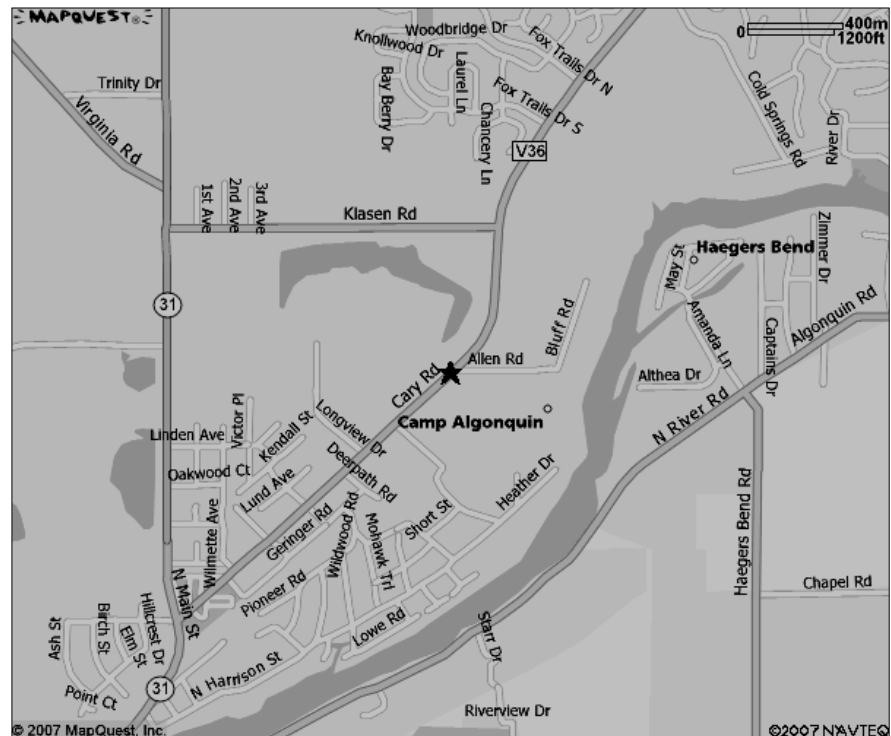 MAPQUEST®
400m
0
1200ft
Woodbridge Dr
Knollwood Dr
Fox Trails Dr N
Laurel Ln
Bay Berry Dr
Fox Trails Dr S
Chancery Ln
Trinity Dr
Virginia Rd
Cold Springs Rd
River Dr
V36
1st Ave
2nd Ave
3rd Ave
Klasen Rd
Haegers Bend
May St
Zimmer Dr
31
Bluff Rd
Amanda Ln
Captains Dr
Algonquin Rd
Allen Rd
Althea Dr
Cary Rd
N River Rd
Camp Algonquin
Longview Dr
Victor Pl
Kendall St
Linden Ave
Deerpath Rd
Oakwood Ct
Lund Ave
Heather Dr
Haegers Bend Rd
Wilmette Ave
Geringer Rd
Wildwood Rd
Mohawk Trl
Short St
Pioneer Rd
Chapel Rd
N Main St
Hillcrest Dr
Birch St
Elm St
Ash St
Lowe Rd
Starr Dr
N Harrison St
Point Ct
31
Riverview Dr
© 2007 MapQuest, Inc.
©2007 NAVTEQ